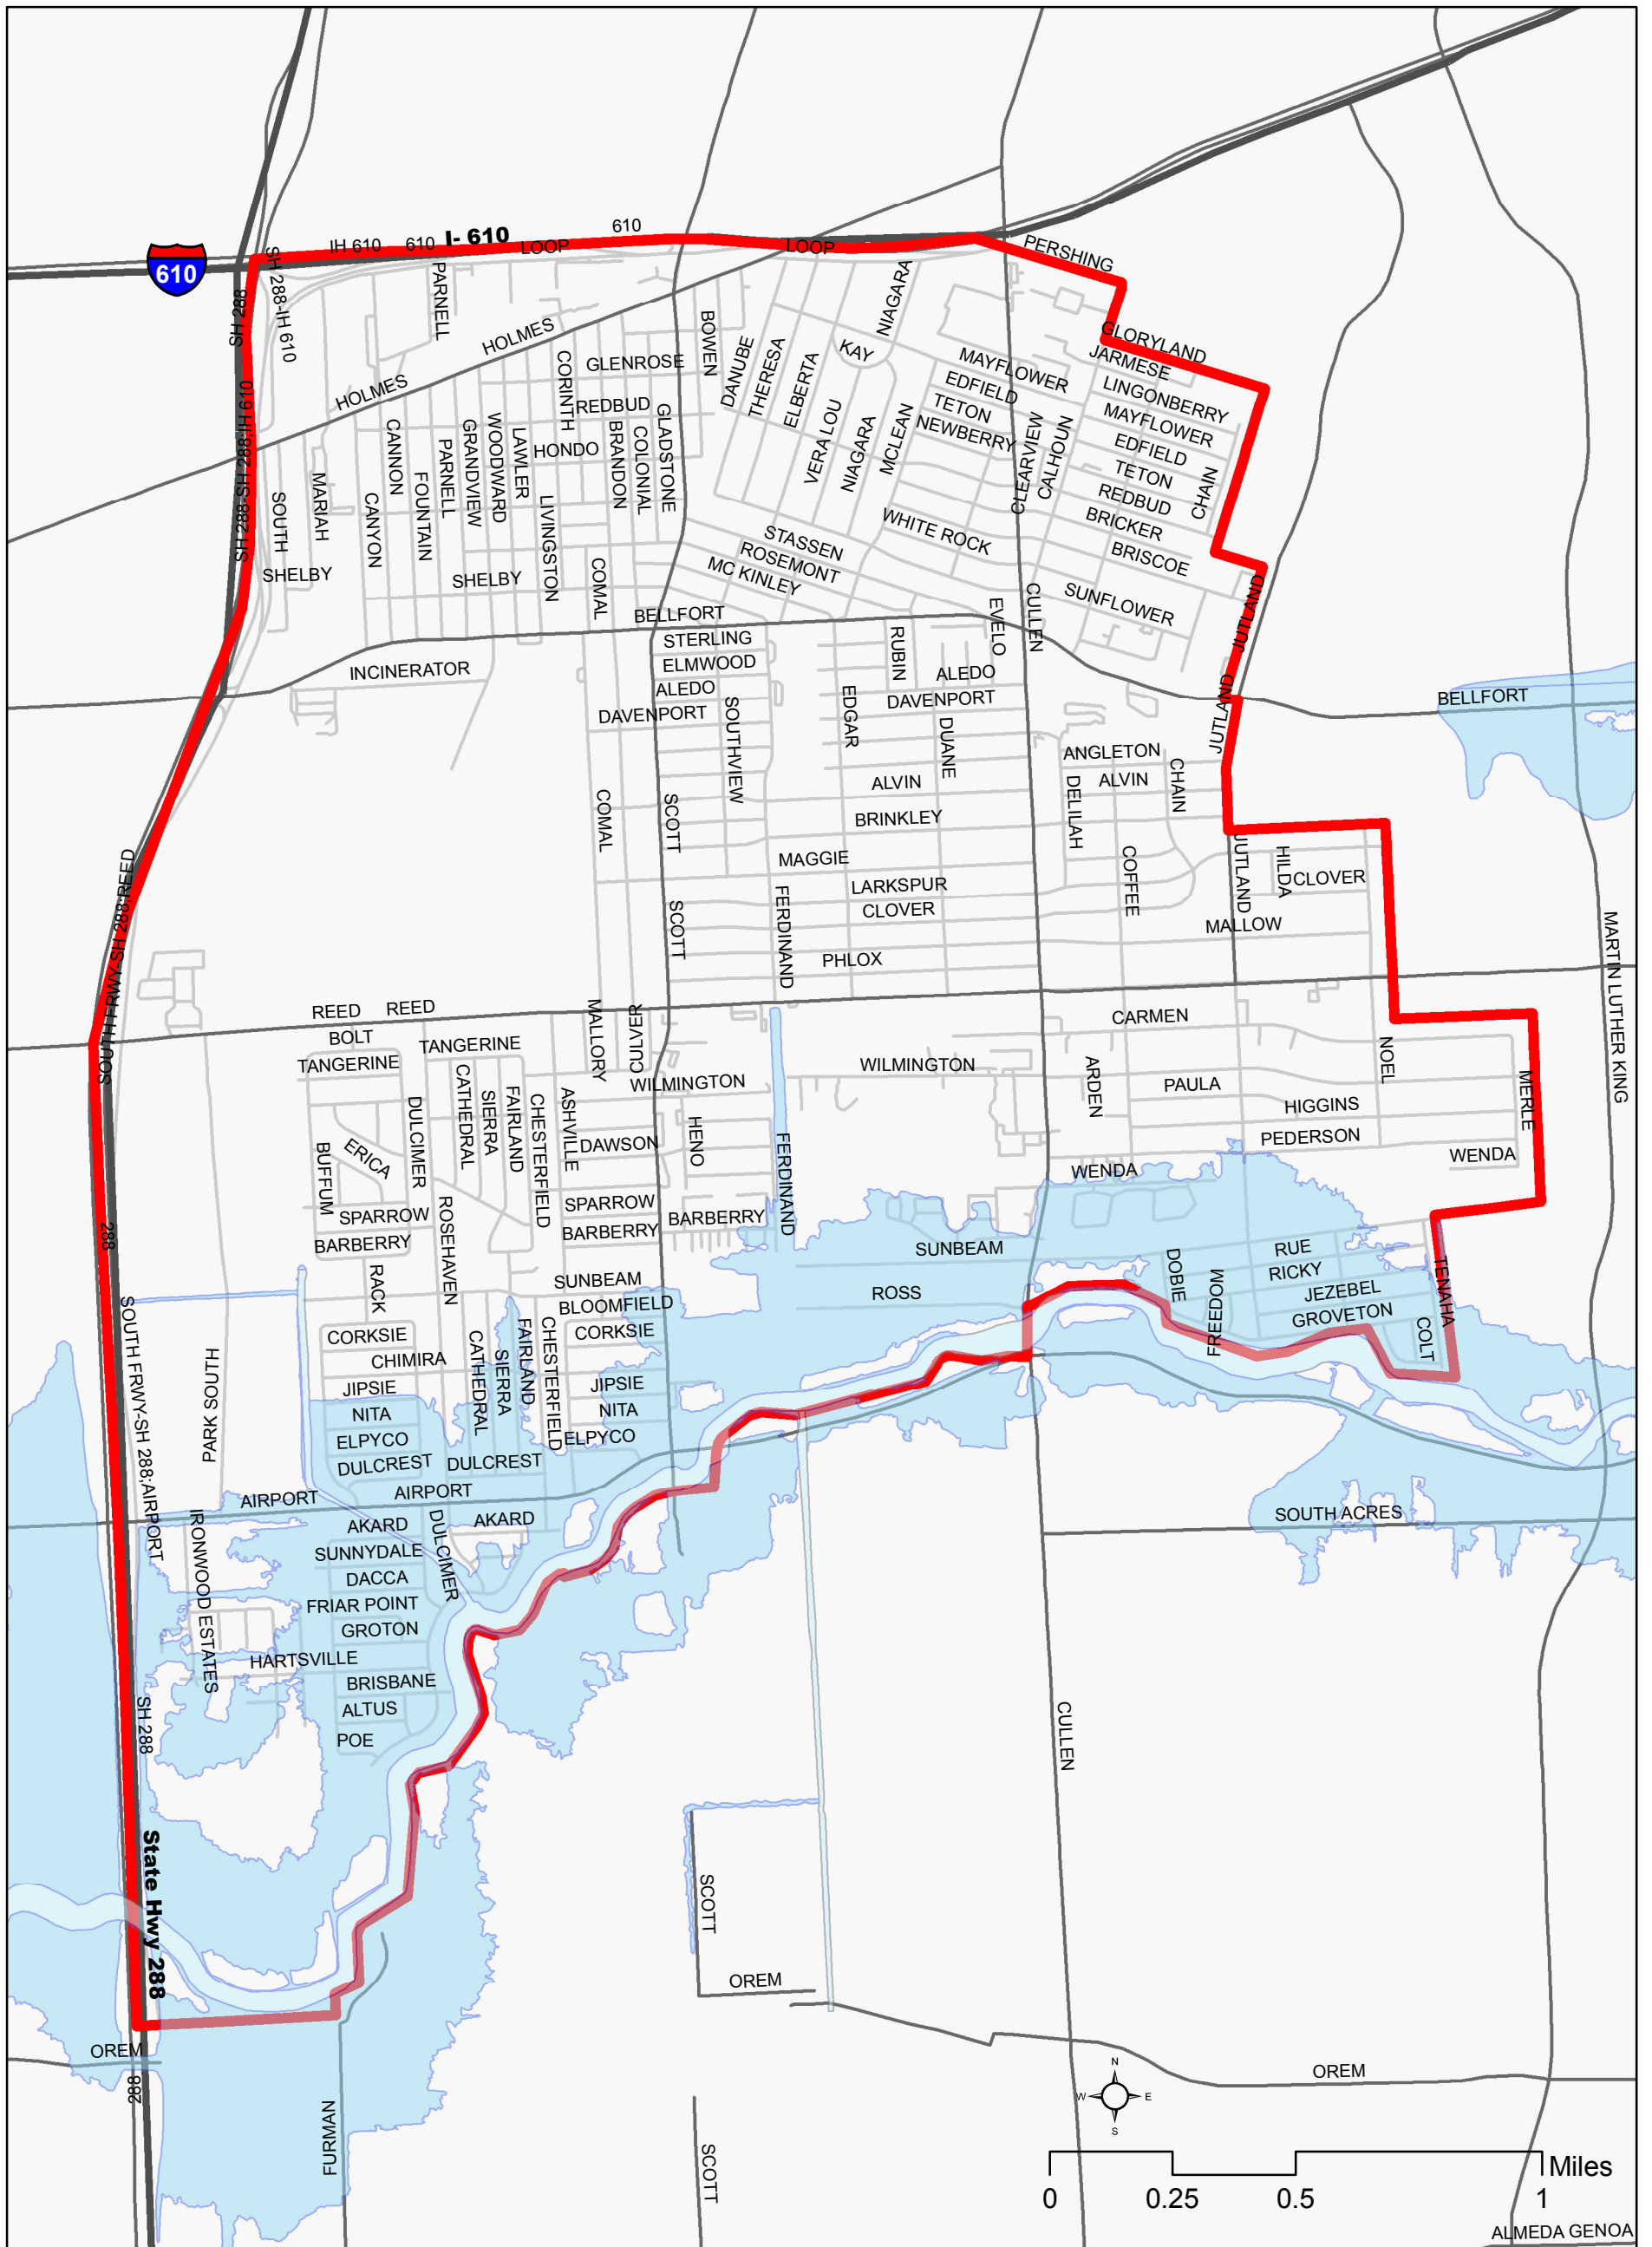 610
IH 610
610
I- 610
LOOP
610
LOOP
PERSHING
SH 288
SH 288-IH 610
PARNELL
HOLMES
HOLMES
CORINTH
GLENROSE
BOWEN
DANUBE
THERESA
ELBERTA
KAY
NIAGARA
GLORYLAND
JARMESE
MAYFLOWER
LINGONBERRY
EDFIELD
MAYFLOWER
TETON
EDFIELD
NEWBERRY
TETON
CLEARVIEW
CALHOUN
REDBUD
CHAIN
BRICKER
BRISCOE
REDBUD
HONDO
BRANDON
COLONIAL
GLADSTONE
VERA LOU
NIAGARA
MCLEAN
SH 288-SH 288;IH 610
SOUTH
MARIAH
CANYON
CANNON
FOUNTAIN
PARNELL
GRANDVIEW
WOODWARD
LAWLER
LIVINGSTON
SHELBY
SHELBY
COMAL
STASSEN
ROSEMONT
MC KINLEY
WHITE ROCK
SUNFLOWER
JUTLAND
BELLFORT
STERLING
ELMWOOD
ALEDO
DAVENPORT
SOUTHVIEW
RUBIN
EVELO
CULLEN
ALEDO
DAVENPORT
EDGAR
DUANE
INCINERATOR
JUTLAND
BELLFORT
ANGLETON
ALVIN
ALVIN
CHAIN
DELILAH
BRINKLEY
COMAL
SCOTT
MAGGIE
LARKSPUR
CLOVER
COFFEE
JUTLAND
HILDA
CLOVER
MALLOW
SCOTT
FERDINAND
PHLOX
MARTIN LUTHER KING
SOUTH FRWY-SH 288;REED
REED
REED
BOLT
TANGERINE
TANGERINE
MALLORY
CULVER
CARMEN
WILMINGTON
WILMINGTON
ARDEN
PAULA
NOEL
MERLE
HIGGINS
PEDERSON
WENDA
WENDA
CATHEDRAL
SIERRA
FAIRLAND
CHESTERFIELD
ASHVILLE
DAWSON
HENO
FERDINAND
DULCIMER
ERICA
BUFFUM
SPARROW
BARBERRY
SPARROW
BARBERRY
BARBERRY
ROSEHAVEN
RACK
288
SUNBEAM
SUNBEAM
ROSS
DOBIE
FREEDOM
RUE
RICKY
JEZEBEL
GROVETON
TENAHA
COLT
BLOOMFIELD
CORKSIE
CORKSIE
CHIMIRA
JIPSIE
NITA
ELPYCO
DULCREST
CATHEDRAL
SIERRA
FAIRLAND
CHESTERFIELD
JIPSIE
NITA
ELPYCO
DULCREST
PARK SOUTH
SOUTH FRWY-SH 288;AIRPORT
AIRPORT
AIRPORT
AKARD
AKARD
DULCIMER
SUNNYDALE
DACCA
FRIAR POINT
GROTON
HARTSVILLE
BRISBANE
ALTUS
POE
IRONWOOD ESTATES
SOUTH ACRES
SH 288
CULLEN
State Hwy 288
SCOTT
OREM
OREM
288
FURMAN
SCOTT
OREM
N
W
E
S
0
0.25
0.5
1
Miles
ALMEDA GENOA